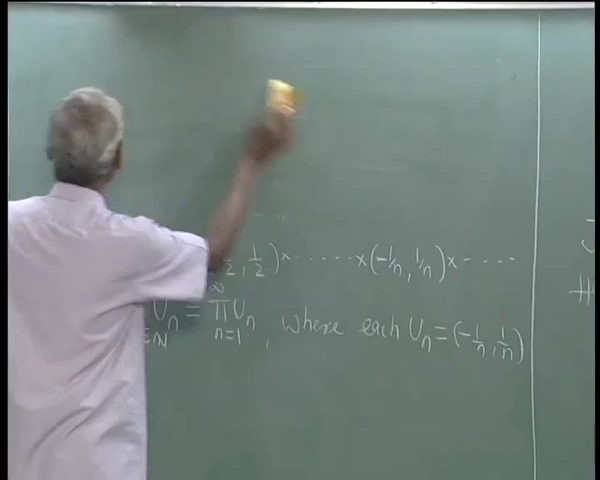 2, 1/2)×......×(-1/n, 1/n)×----
∈N U_n = ∏_{n=1}^∞ U_n, where each U_n = (-1/n, 1/n)